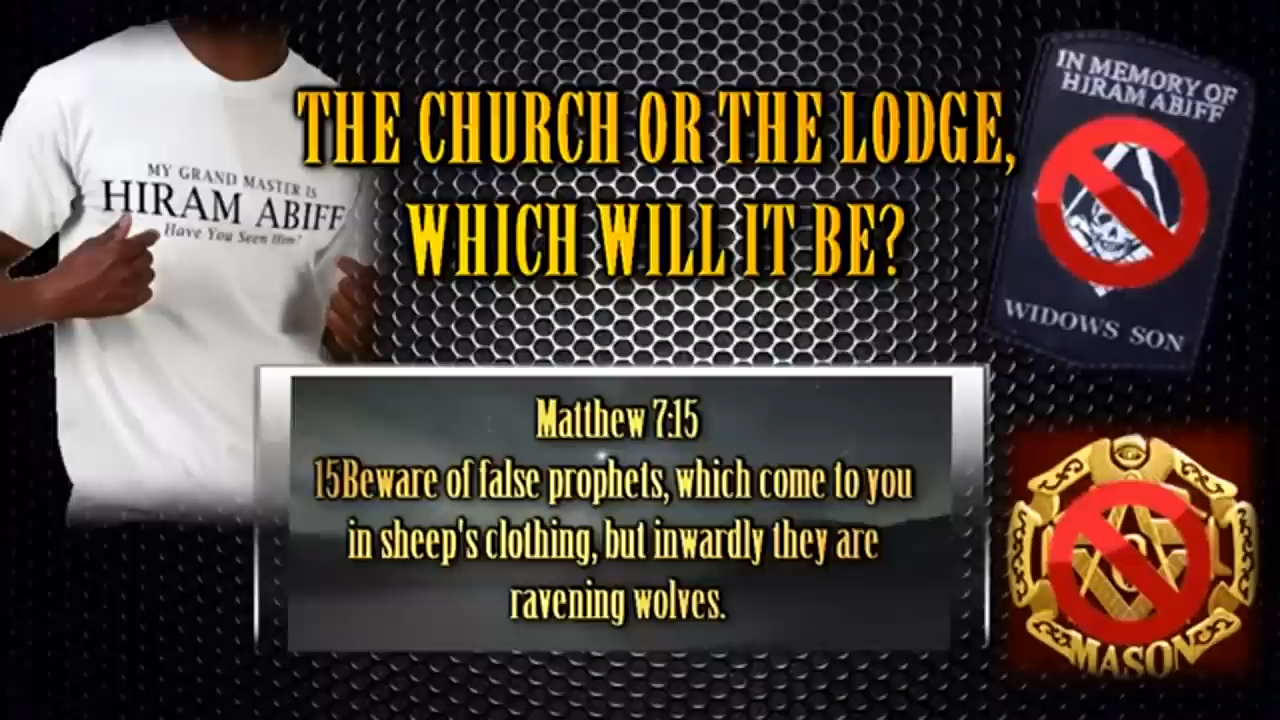 THE CHURCH OR THE LODGE,
WHICH WILL IT BE?
MY GRAND MASTER IS
HIRAM ABIFF
Have You Seen Him?
IN MEMORY OF
HIRAM ABIFF
WIDOWS SON
Matthew 7:15
15Beware of false prophets, which come to you
in sheep's clothing, but inwardly they are
ravening wolves.
G
MASON